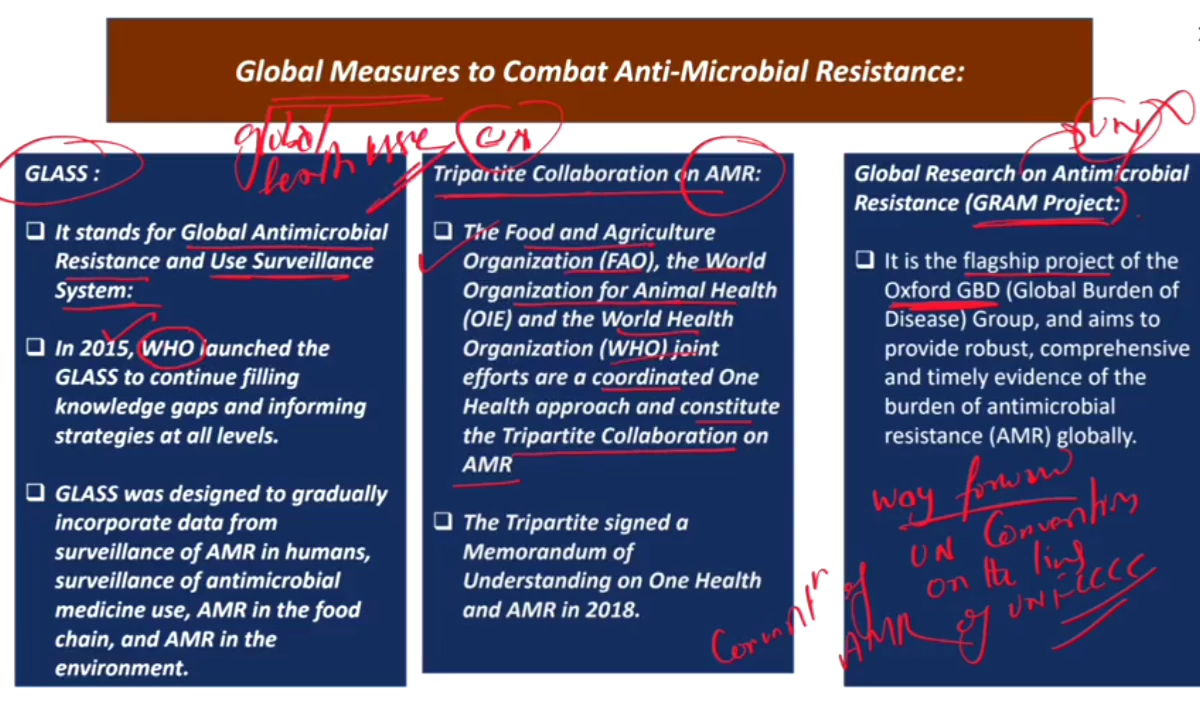 Global Measures to Combat Anti-Microbial Resistance:
global
health use
GLASS :
❑ It stands for Global Antimicrobial
Resistance and Use Surveillance
System:
❑ In 2015, WHO launched the
GLASS to continue filling
knowledge gaps and informing
strategies at all levels.
❑ GLASS was designed to gradually
incorporate data from
surveillance of AMR in humans,
surveillance of antimicrobial
medicine use, AMR in the food
chain, and AMR in the
environment.
Tripartite Collaboration on AMR:
❑ The Food and Agriculture
Organization (FAO), the World
Organization for Animal Health
(OIE) and the World Health
Organization (WHO) joint
efforts are a coordinated One
Health approach and constitute
the Tripartite Collaboration on
AMR
❑ The Tripartite signed a
Memorandum of
Understanding on One Health
and AMR in 2018.
Global Research on Antimicrobial
Resistance (GRAM Project:)
❑ It is the flagship project of the
Oxford GBD (Global Burden of
Disease) Group, and aims to
provide robust, comprehensive
and timely evidence of the
burden of antimicrobial
resistance (AMR) globally.
way forward
UN Convention
on the line
of UNFCCC
of
AMR